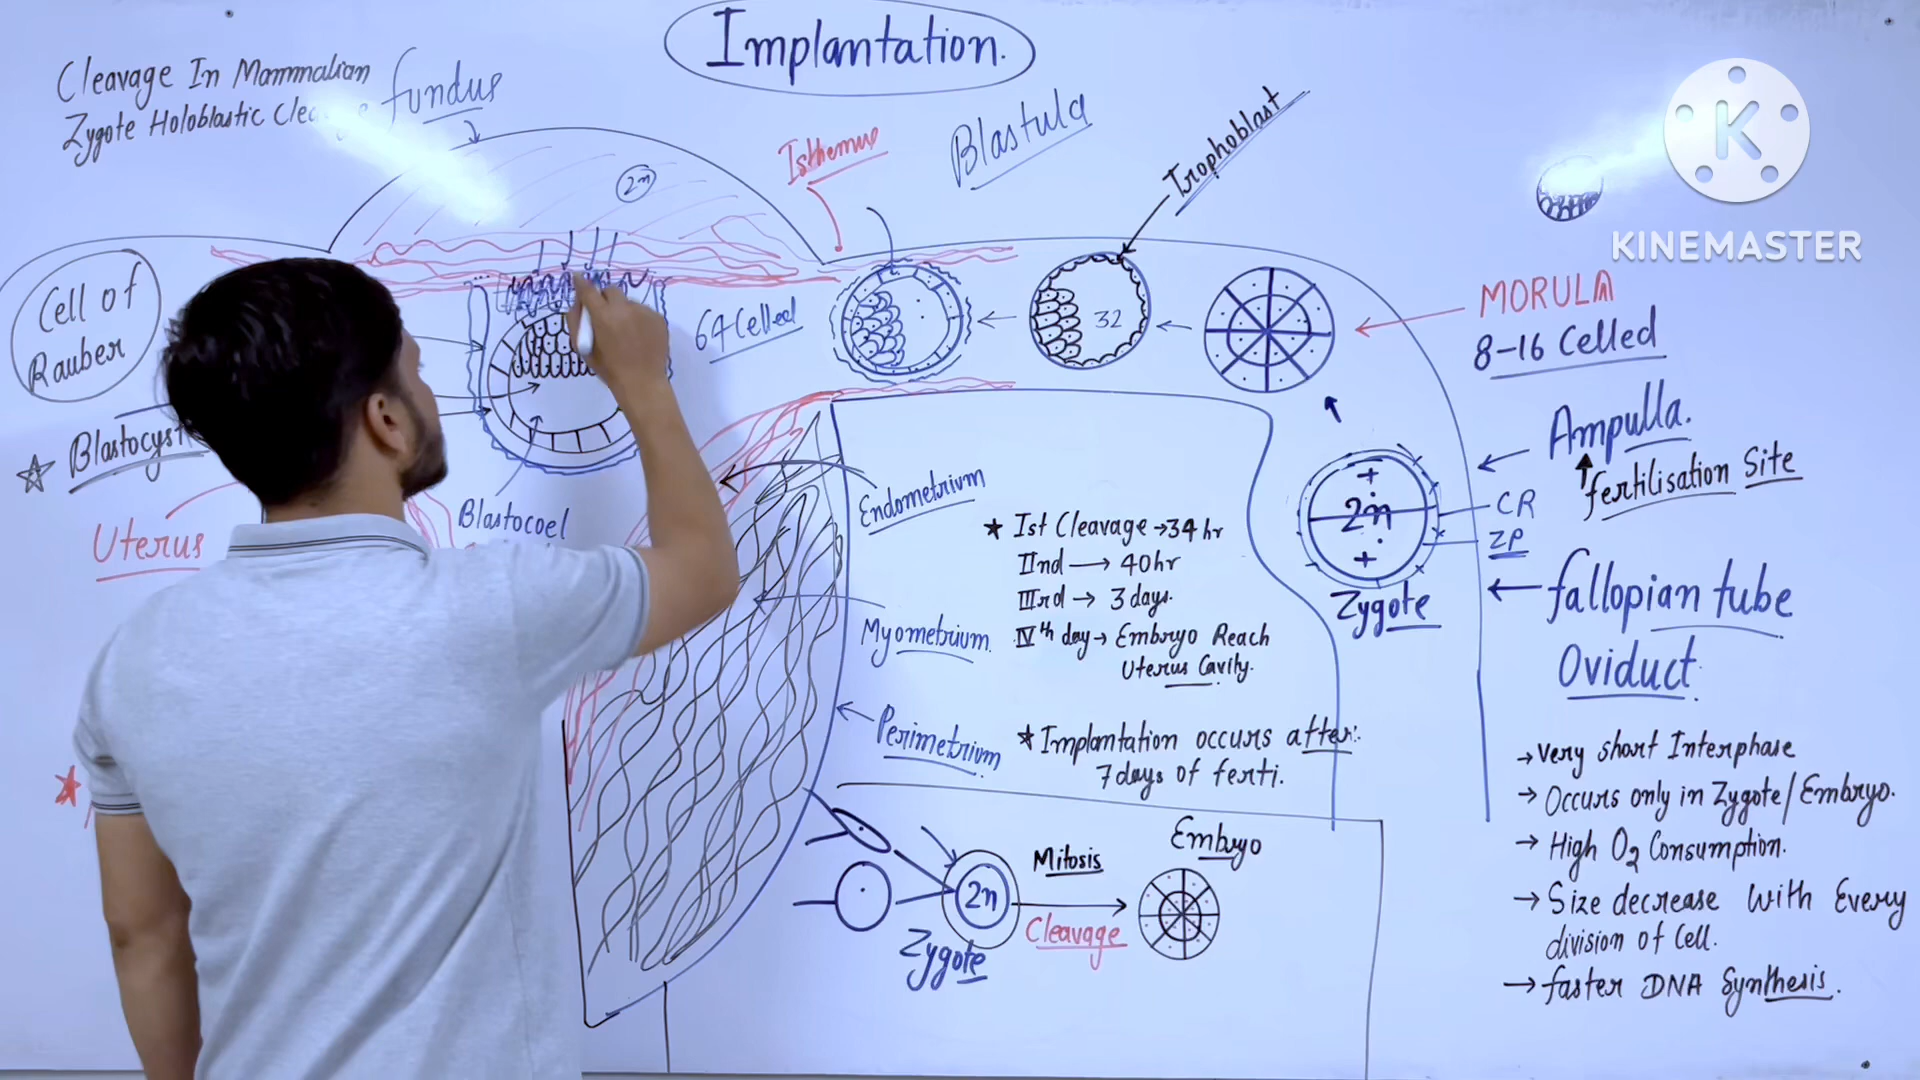 Implantation.
Cleavage In Mammalian
Zygote Holoblastic
fundus
2n
Isthemus
Blastula
Trophoblast
K
KINEMASTER
Cell of
Rauber
64 Celled
32
MORULA
8-16 Celled
Ampulla.
fertilisation Site
Blastocyst
Uterus
Blastocoel
Endometrium
Myometrium
Perimetrium
★ Ist Cleavage → 34 hr
IInd → 40 hr
IIIrd → 3 days.
IVth day → Embryo Reach
Uterus Cavity.
★ Implantation occurs after:
7 days of ferti.
+
2n
+
CR
ZP
Zygote
fallopian tube
Oviduct
→ Very short Interphase
→ Occurs only in Zygote/Embryo.
→ High O2 Consumption.
→ Size decrease with Every
division of Cell.
→ faster DNA Synthesis.
2n
Zygote
Mitosis
Cleavage
Embryo